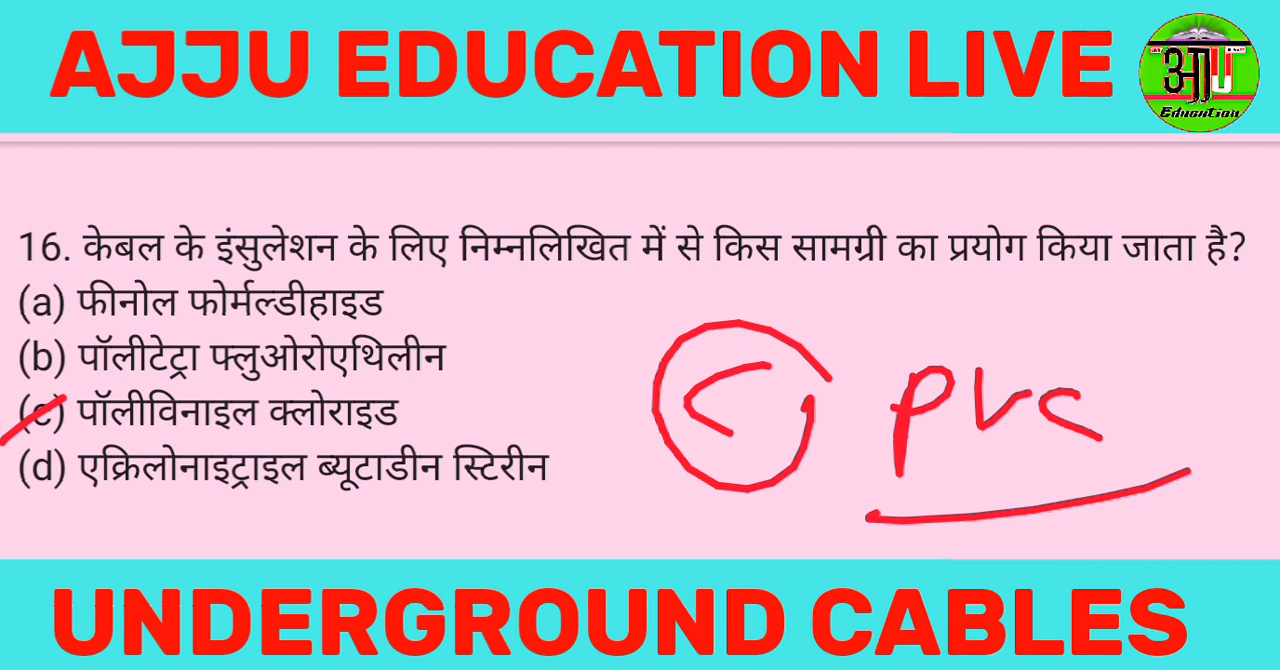 AJJU EDUCATION LIVE
Education
16. केबल के इंसुलेशन के लिए निम्नलिखित में से किस सामग्री का प्रयोग किया जाता है?
(a) फीनोल फोर्मल्डीहाइड
(b) पॉलीटेट्रा फ्लुओरोएथिलीन
(c) पॉलीविनाइल क्लोराइड
(d) एक्रिलोनाइट्राइल ब्यूटाडीन स्टिरीन
C
PVC
UNDERGROUND CABLES